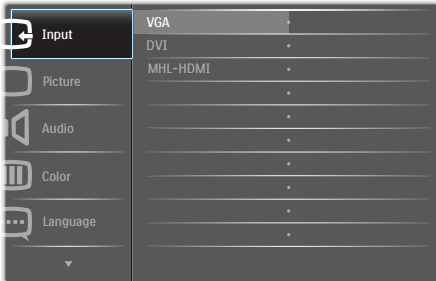 Input
VGA
DVI
MHL-HDMI
Picture
Audio
Color
Language